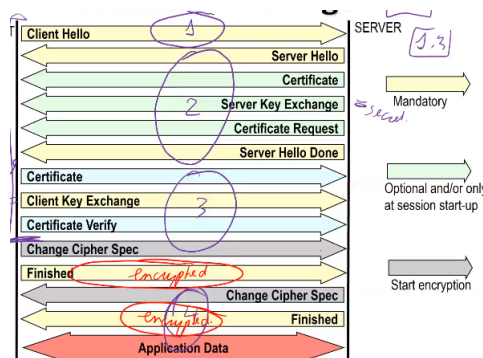 T
SERVER
1.3
Client Hello
1
Server Hello
Certificate
Server Key Exchange
2
Certificate Request
Server Hello Done
Certificate
Client Key Exchange
3
Certificate Verify
Change Cipher Spec
Finished encrypted
Change Cipher Spec
encrypted Finished
4
Application Data
Mandatory
secret.
Optional and/or only
at session start-up
Start encryption